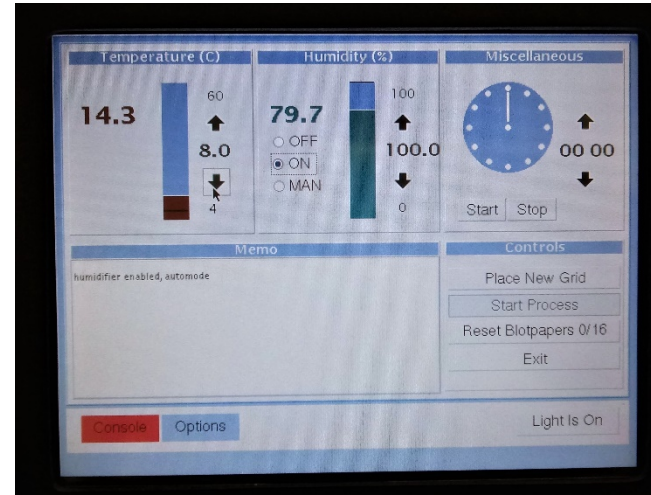 Temperature (C)
14.3
60
8.0
4
Humidity (%)
79.7
OFF
ON
MAN
100
100.0
0
Miscellaneous
00 00
Start Stop
Memo
humidifier enabled, automode
Controls
Place New Grid
Start Process
Reset Blotpapers 0/16
Exit
Console Options
Light Is On